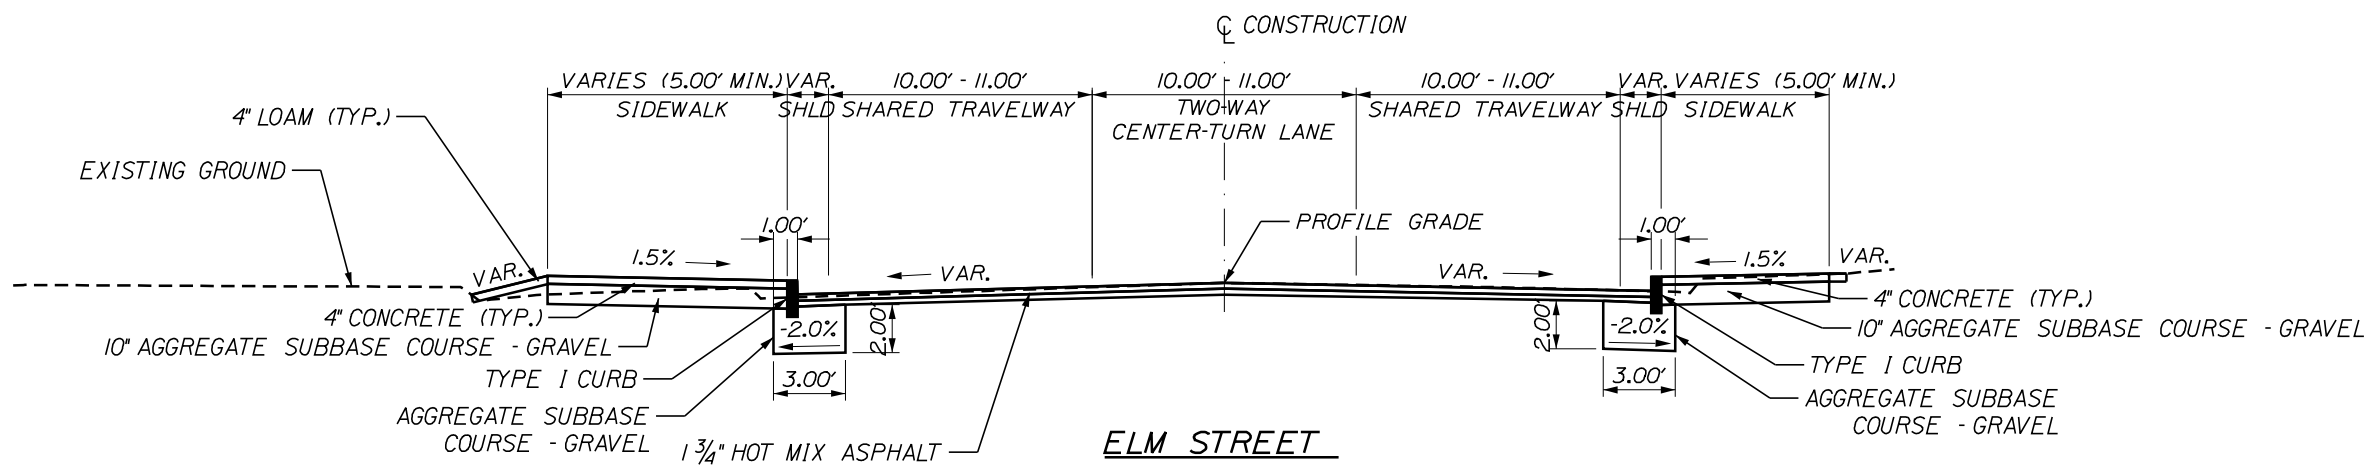 ℄ CONSTRUCTION
VARIES (5.00' MIN.) VAR. 10.00' - 11.00' 10.00' - 11.00' 10.00' - 11.00' VAR. VARIES (5.00' MIN.)
SIDEWALK SHLD SHARED TRAVELWAY TWO-WAY SHARED TRAVELWAY SHLD SIDEWALK
CENTER-TURN LANE
4" LOAM (TYP.)
EXISTING GROUND
1.00' PROFILE GRADE 1.00'
VAR. 1.5% VAR. VAR. 1.5% VAR.
4" CONCRETE (TYP.) 4" CONCRETE (TYP.)
-2.0% 2.00' 2.00' -2.0%
10" AGGREGATE SUBBASE COURSE - GRAVEL 10" AGGREGATE SUBBASE COURSE - GRAVEL
TYPE 1 CURB 3.00' 3.00' TYPE 1 CURB
AGGREGATE SUBBASE AGGREGATE SUBBASE
COURSE - GRAVEL COURSE - GRAVEL
1 3/4" HOT MIX ASPHALT
ELM STREET